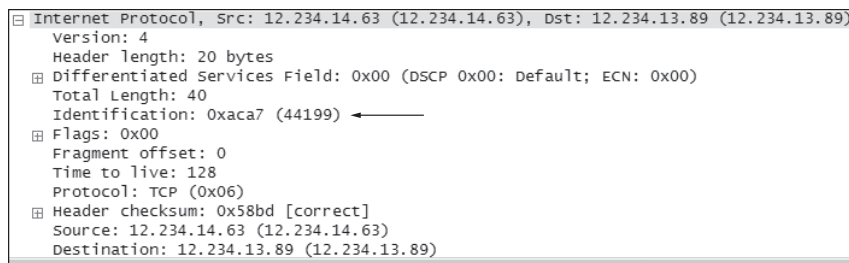 Internet Protocol, Src: 12.234.14.63 (12.234.14.63), Dst: 12.234.13.89 (12.234.13.89)
Version: 4
Header length: 20 bytes
Differentiated Services Field: 0x00 (DSCP 0x00: Default; ECN: 0x00)
Total Length: 40
Identification: 0xaca7 (44199)
Flags: 0x00
Fragment offset: 0
Time to live: 128
Protocol: TCP (0x06)
Header checksum: 0x58bd [correct]
Source: 12.234.14.63 (12.234.14.63)
Destination: 12.234.13.89 (12.234.13.89)